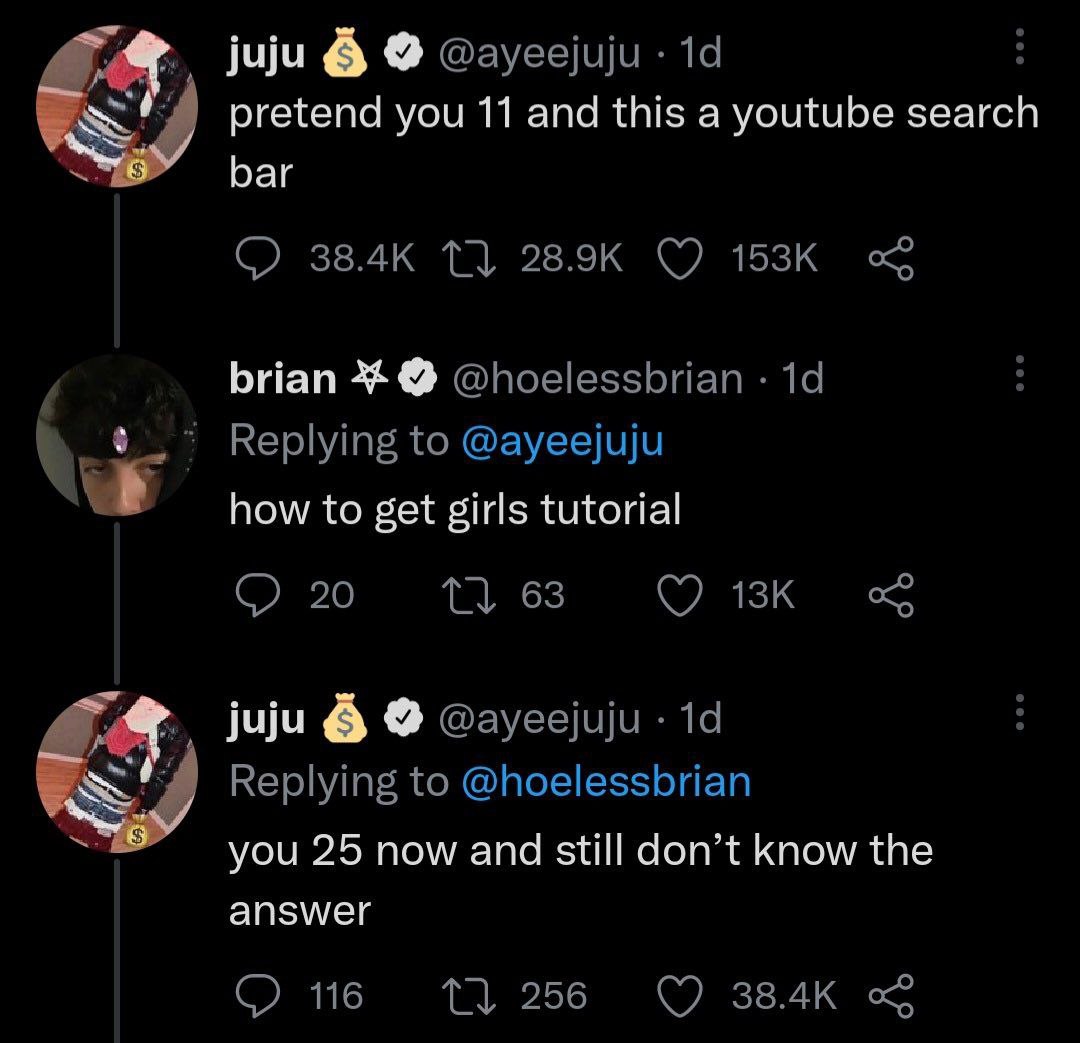 juju 💰 @ayeejuju · 1d
pretend you 11 and this a youtube search
bar
38.4K 28.9K 153K
brian ⛧ @hoelessbrian · 1d
Replying to @ayeejuju
how to get girls tutorial
20 63 13K
juju 💰 @ayeejuju · 1d
Replying to @hoelessbrian
you 25 now and still don’t know the
answer
116 256 38.4K